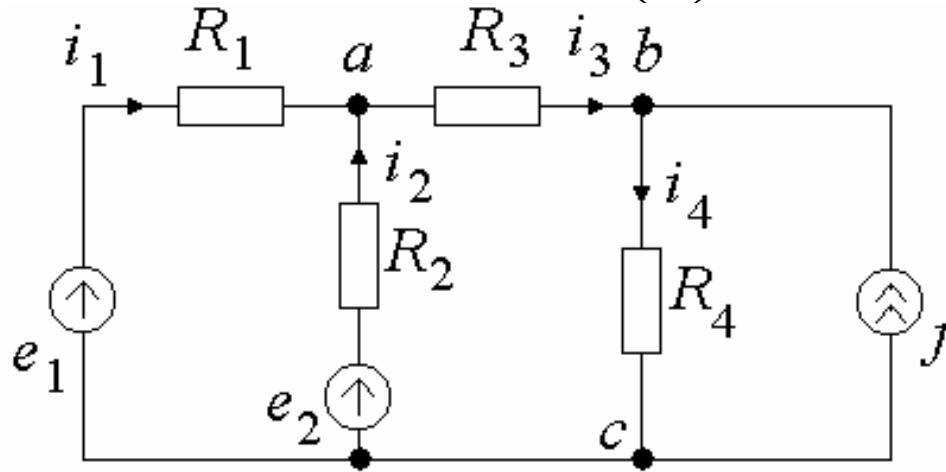 i₁ R₁ a R₃ i₃ b
i₂ i₄
R₂ R₄
e₁ e₂ c J